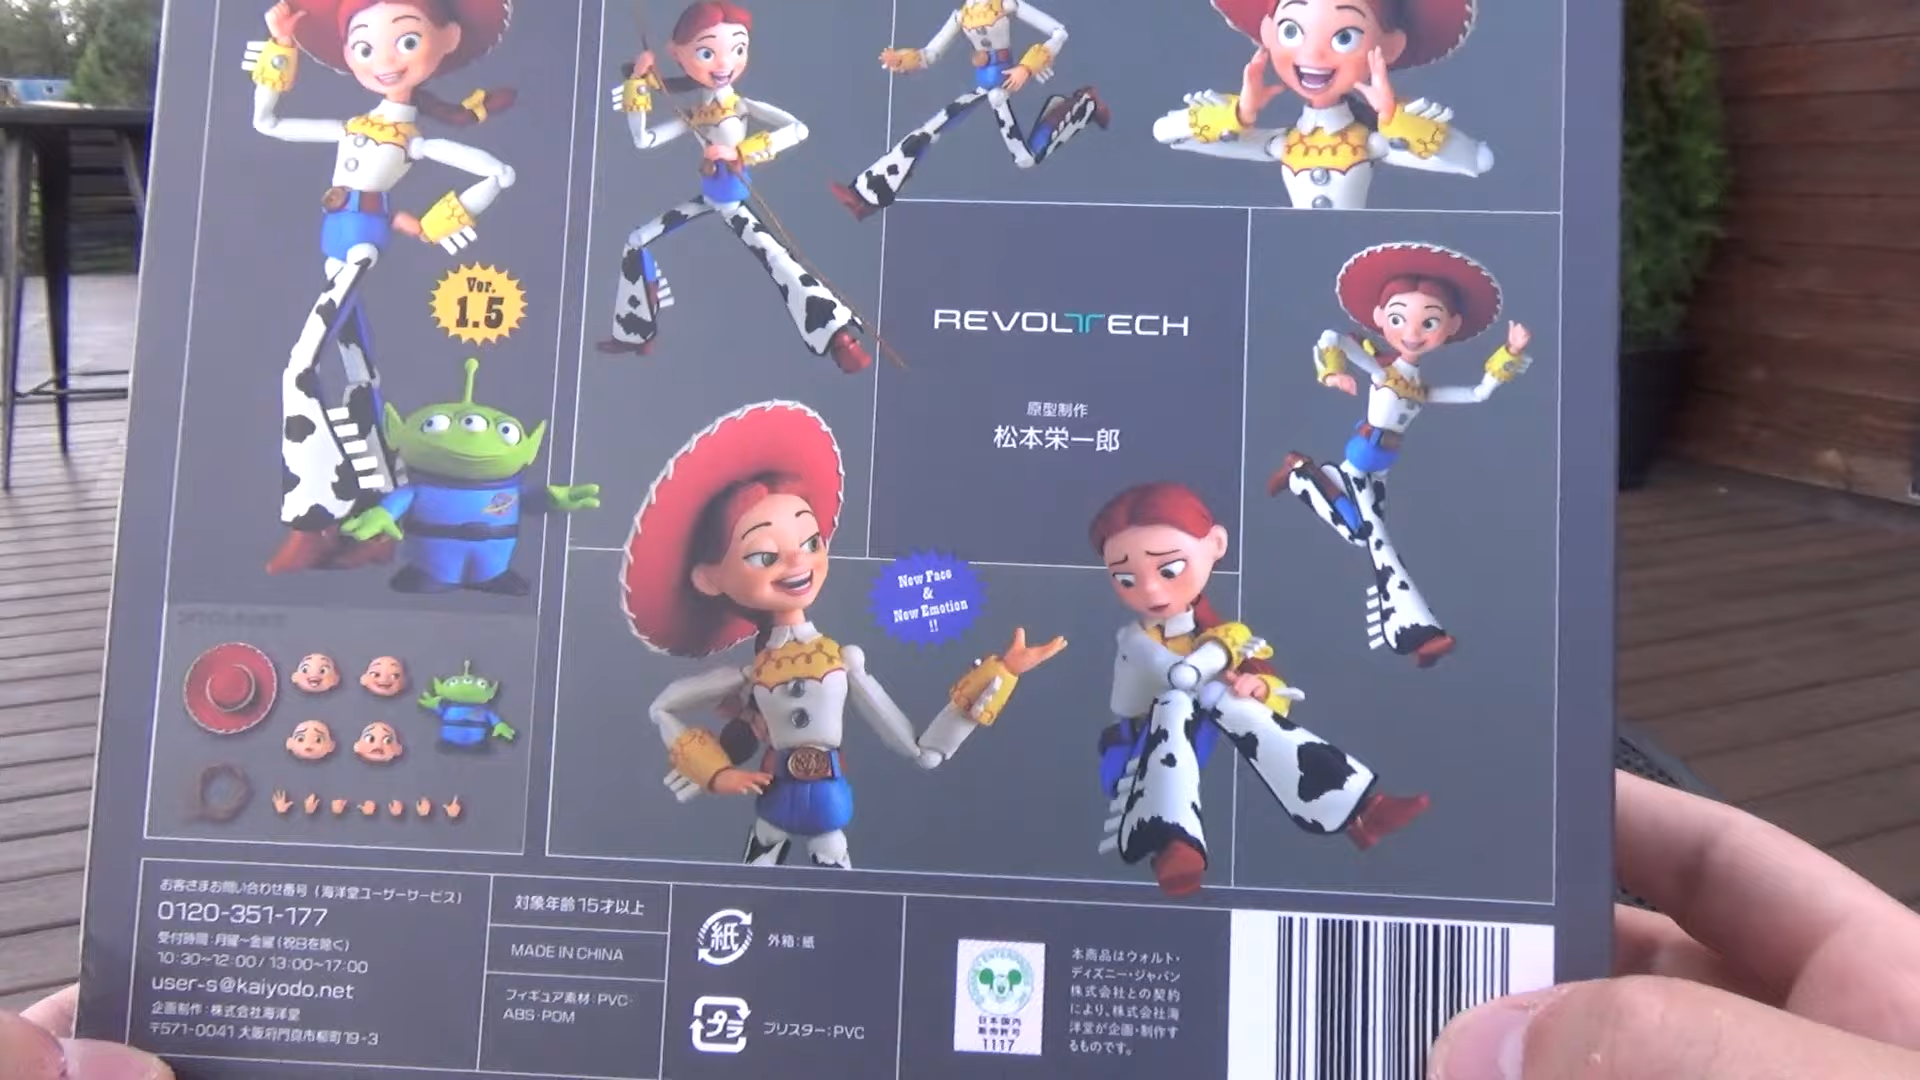 Ver.
1.5
REVOLTECH
原型制作
松本栄一郎
New Face
&
New Emotion
!!
お客さまお問い合わせ番号 (海洋堂ユーザーサービス)
0120-351-177
受付時間:月曜～金曜(祝日を除く)
10:30~12:00/13:00~17:00
user-s@kaiyodo.net
企画制作:株式会社海洋堂
〒571-0041 大阪府門真市柳町19-3
対象年齢15才以上
MADE IN CHINA
フィギュア素材:PVC・
ABS・POM
紙
外箱:紙
プラ
ブリスター:PVC
日本国内
販売許可
1117
本商品はウォルト・
ディズニー・ジャパン
株式会社との契約
により、株式会社海
洋堂が企画・制作す
るものです。